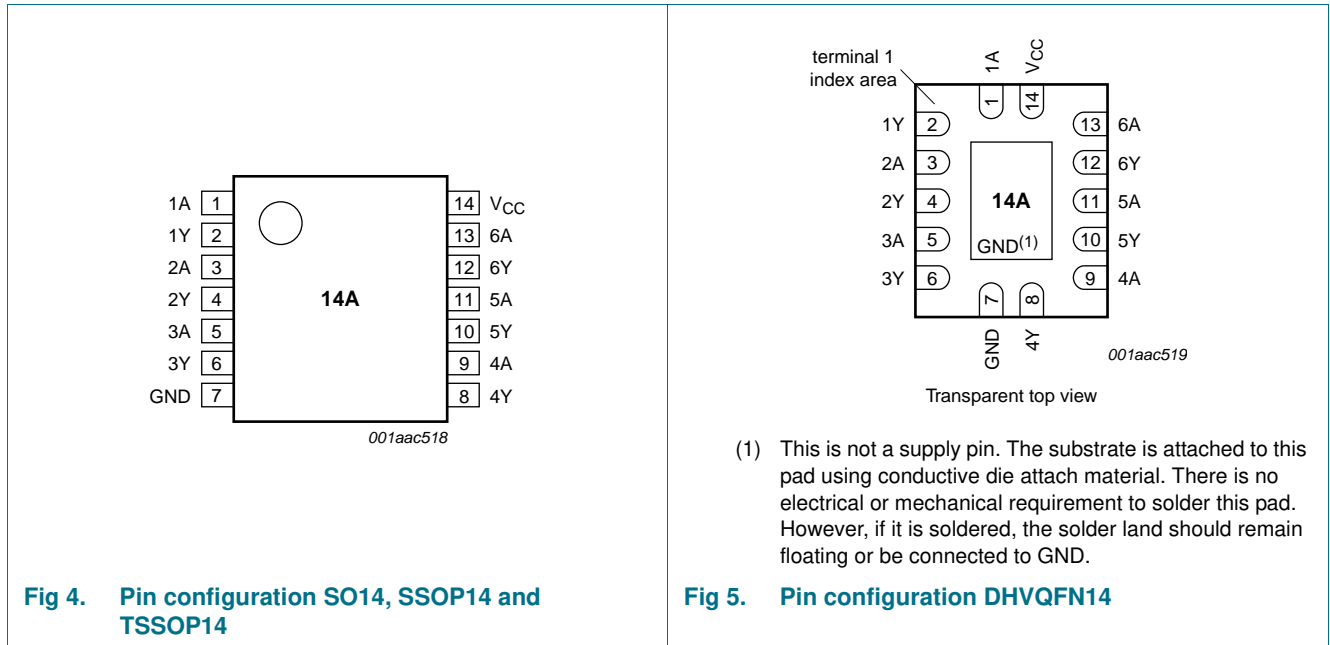 1A 1
1Y 2
2A 3
2Y 4
3A 5
3Y 6
GND 7
14A
14 VCC
13 6A
12 6Y
11 5A
10 5Y
9 4A
8 4Y
001aac518
Fig 4. Pin configuration SO14, SSOP14 and
TSSOP14
terminal 1
index area
1A
VCC
1
14
1Y 2
2A 3
2Y 4
3A 5
3Y 6
14A
GND(1)
13 6A
12 6Y
11 5A
10 5Y
9 4A
7
8
GND
4Y
001aac519
Transparent top view
(1) This is not a supply pin. The substrate is attached to this
pad using conductive die attach material. There is no
electrical or mechanical requirement to solder this pad.
However, if it is soldered, the solder land should remain
floating or be connected to GND.
Fig 5. Pin configuration DHVQFN14